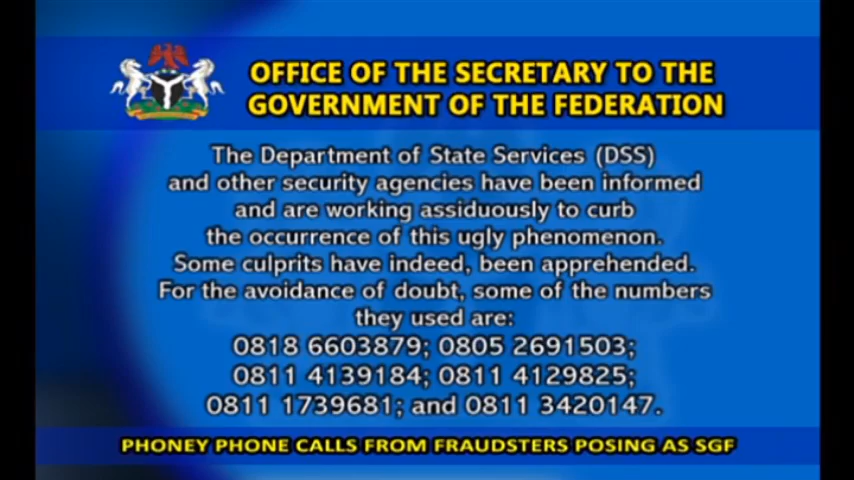 OFFICE OF THE SECRETARY TO THE
GOVERNMENT OF THE FEDERATION
The Department of State Services (DSS)
and other security agencies have been informed
and are working assiduously to curb
the occurrence of this ugly phenomenon.
Some culprits have indeed, been apprehended.
For the avoidance of doubt, some of the numbers
they used are:
0818 6603879; 0805 2691503;
0811 4139184; 0811 4129825;
0811 1739681; and 0811 3420147.
PHONEY PHONE CALLS FROM FRAUDSTERS POSING AS SGF